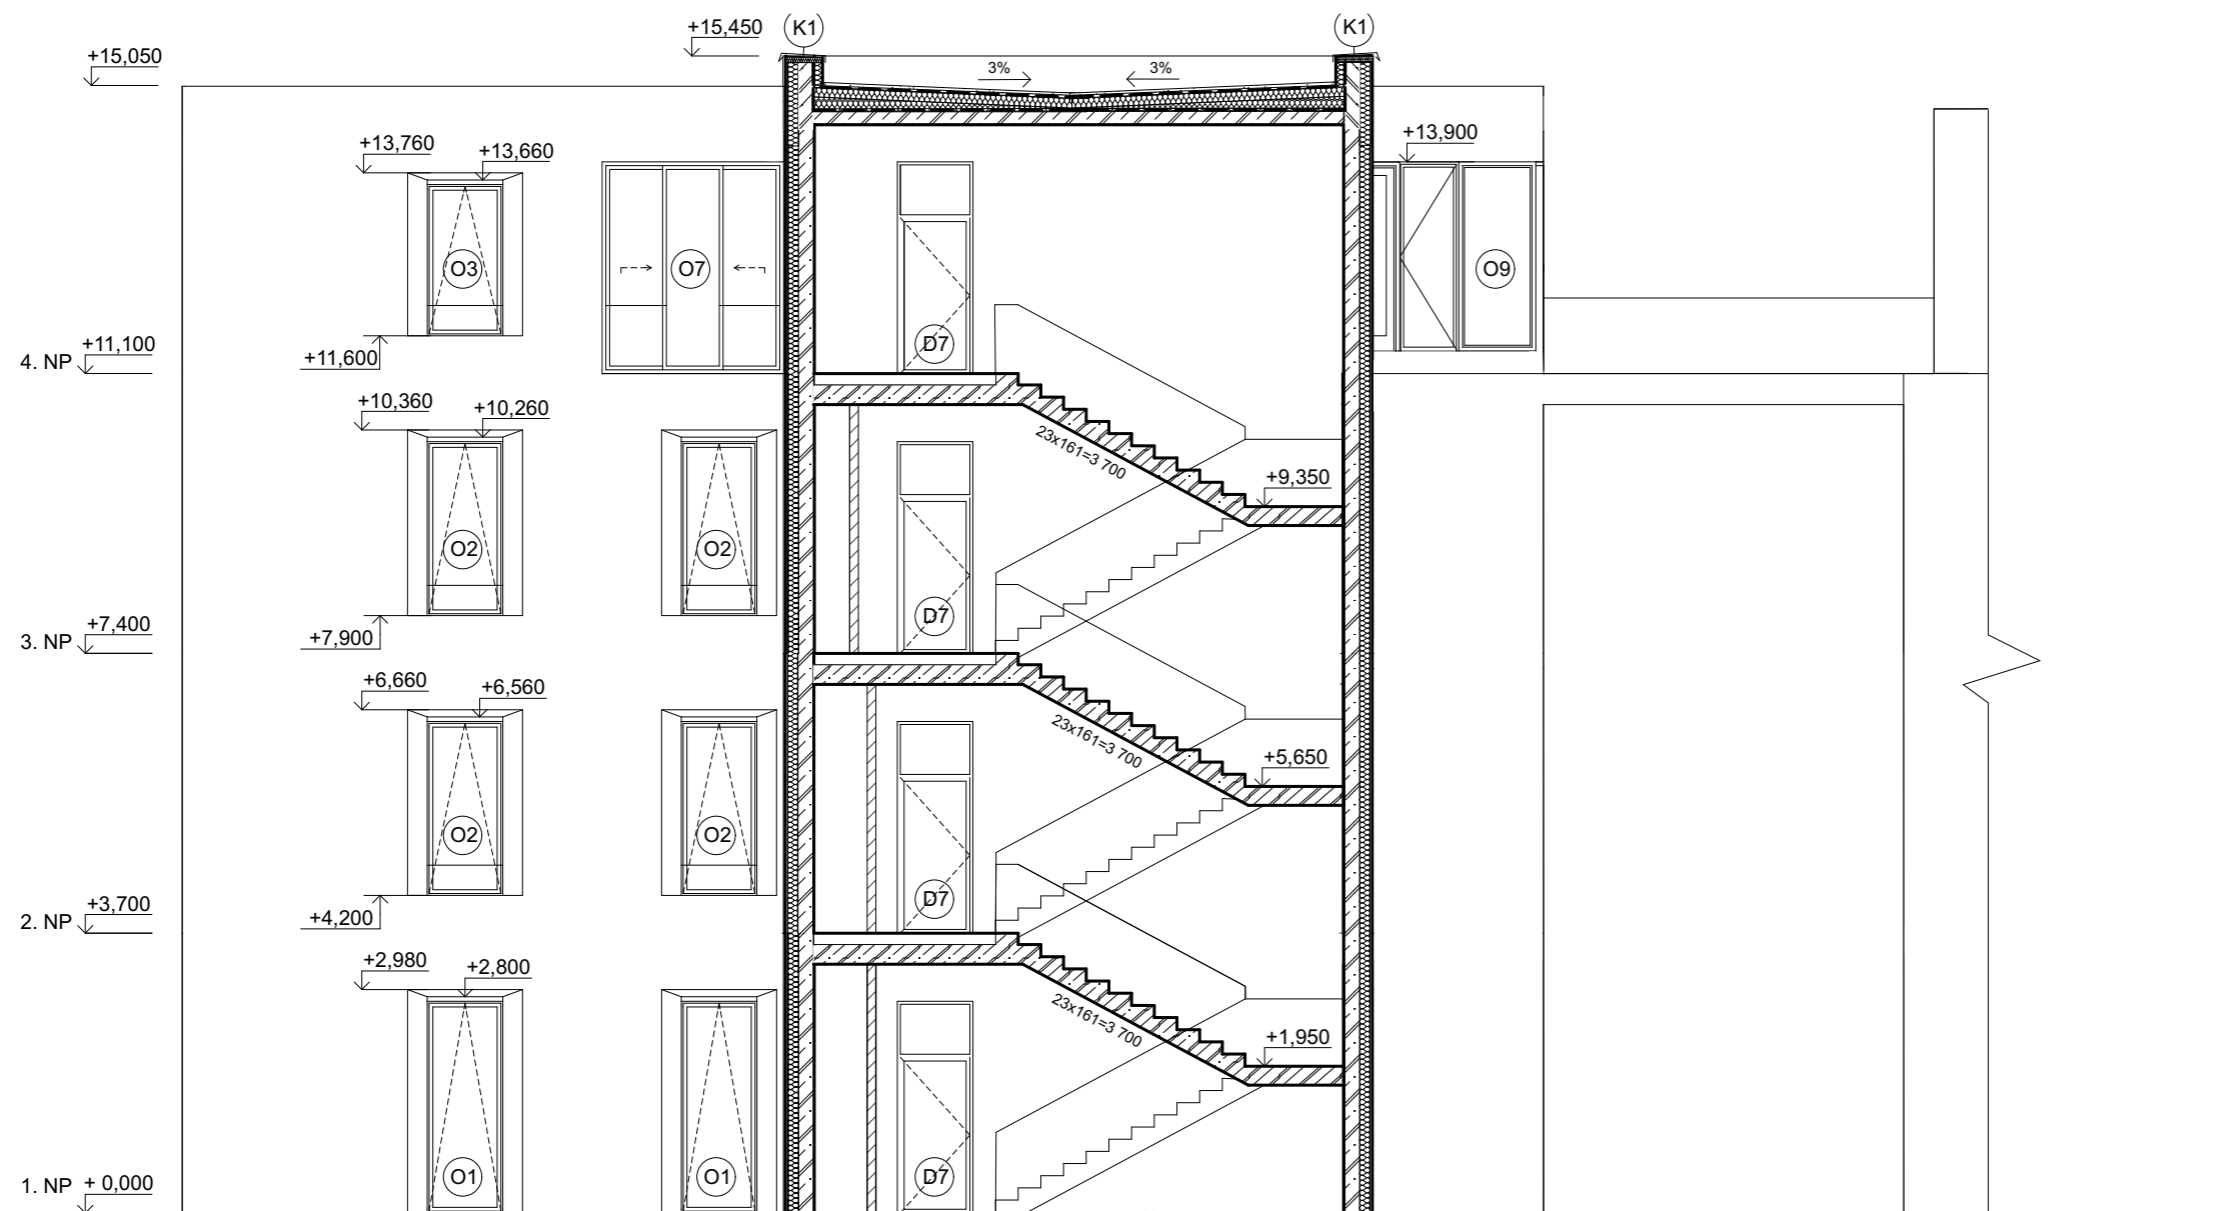 K1
K1
+15,450
+15,050
3%
3%
+13,760
+13,660
+13,900
O3
O7
O9
D7
4. NP
+11,100
+11,600
+10,360
+10,260
23x161=3 700
+9,350
O2
O2
D7
3. NP
+7,400
+7,900
+6,660
+6,560
23x161=3 700
+5,650
O2
O2
D7
2. NP
+3,700
+4,200
+2,980
+2,800
23x161=3 700
+1,950
O1
O1
D7
1. NP
+ 0,000